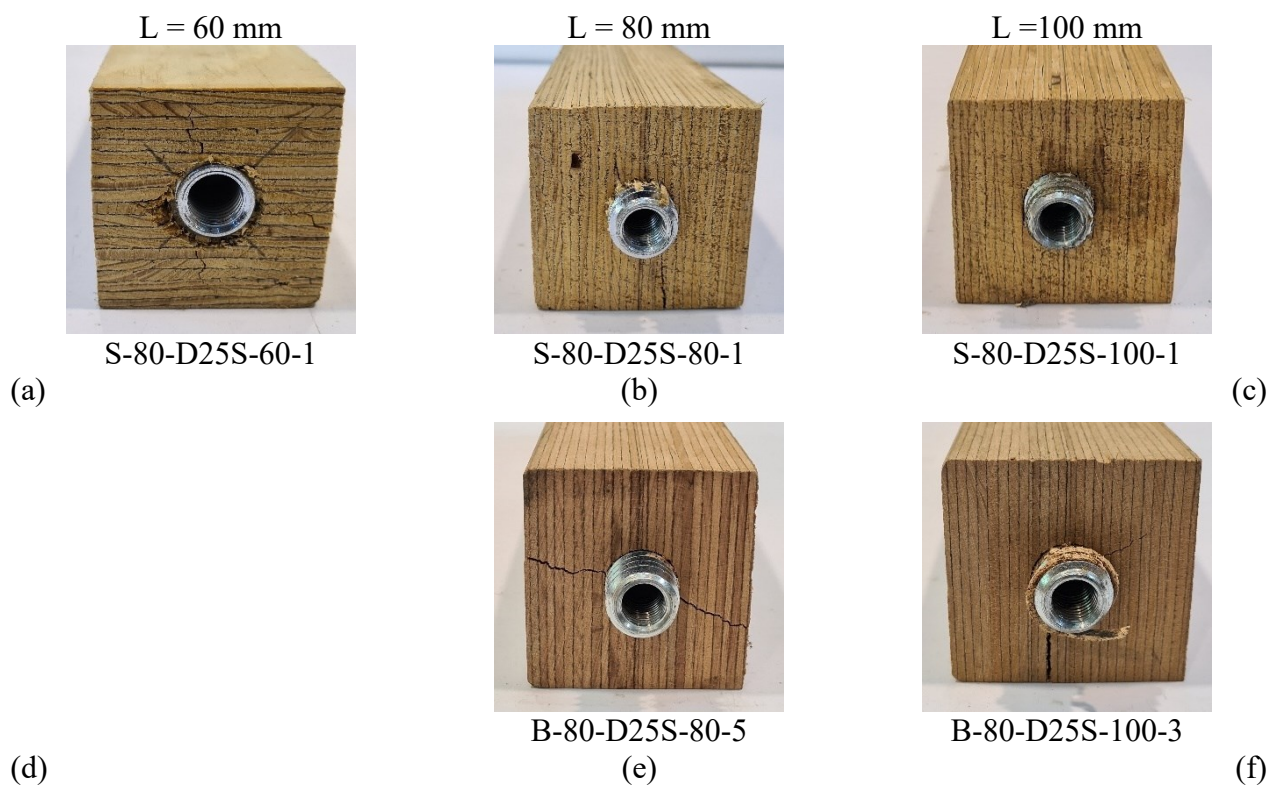 L = 60 mm L = 80 mm L =100 mm
S-80-D25S-60-1 S-80-D25S-80-1 S-80-D25S-100-1
(a) (b) (c)
B-80-D25S-80-5 B-80-D25S-100-3
(d) (e) (f)